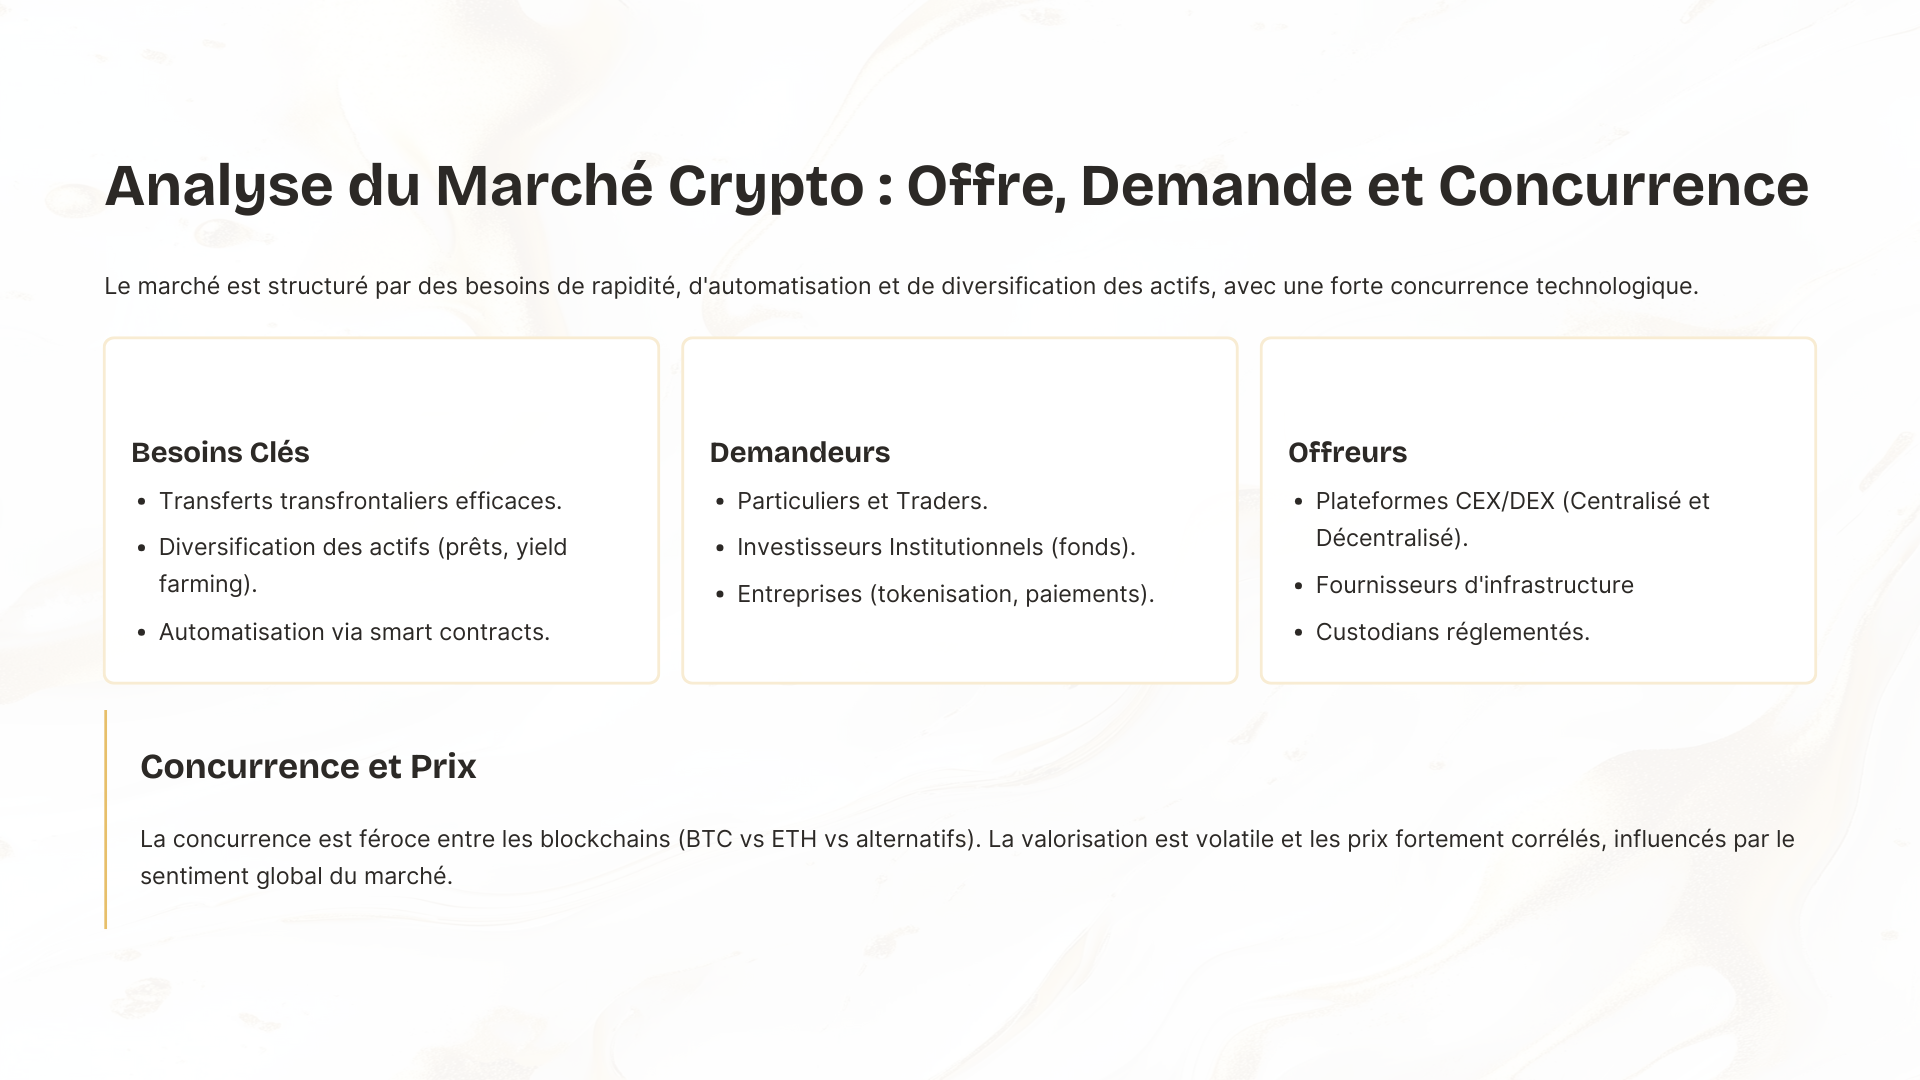 Analyse du Marché Crypto : Offre, Demande et Concurrence
Le marché est structuré par des besoins de rapidité, d'automatisation et de diversification des actifs, avec une forte concurrence technologique.
Besoins Clés
• Transferts transfrontaliers efficaces.
• Diversification des actifs (prêts, yield
farming).
• Automatisation via smart contracts.
Demandeurs
• Particuliers et Traders.
• Investisseurs Institutionnels (fonds).
• Entreprises (tokenisation, paiements).
Offreurs
• Plateformes CEX/DEX (Centralisé et
Décentralisé).
• Fournisseurs d'infrastructure
• Custodians réglementés.
Concurrence et Prix
La concurrence est féroce entre les blockchains (BTC vs ETH vs alternatifs). La valorisation est volatile et les prix fortement corrélés, influencés par le
sentiment global du marché.